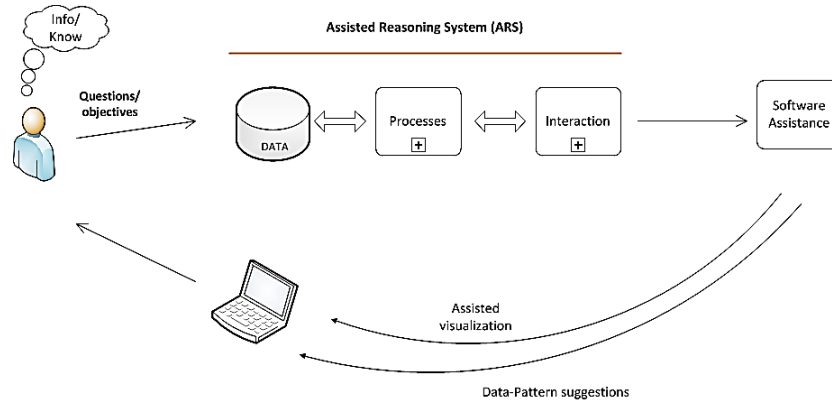 Info/
Know
Assisted Reasoning System (ARS)
Questions/
objectives
DATA
Processes
+
Interaction
+
Software
Assistance
Assisted
visualization
Data-Pattern suggestions